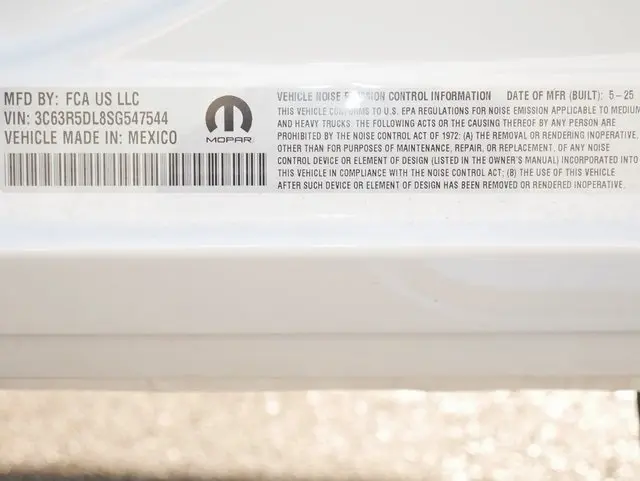 MFD BY: FCA US LLC
VIN: 3C63R5DL8SG547544
VEHICLE MADE IN: MEXICO
MOPAR
VEHICLE NOISE EMISSION CONTROL INFORMATION DATE OF MFR (BUILT): 5-25
THIS VEHICLE CONFORMS TO U.S. EPA REGULATIONS FOR NOISE EMISSION APPLICABLE TO MEDIUM
AND HEAVY TRUCKS. THE FOLLOWING ACTS OR THE CAUSING THEREOF BY ANY PERSON ARE
PROHIBITED BY THE NOISE CONTROL ACT OF 1972: (A) THE REMOVAL OR RENDERING INOPERATIVE,
OTHER THAN FOR PURPOSES OF MAINTENANCE, REPAIR, OR REPLACEMENT, OF ANY NOISE
CONTROL DEVICE OR ELEMENT OF DESIGN (LISTED IN THE OWNER'S MANUAL) INCORPORATED INTO
THIS VEHICLE IN COMPLIANCE WITH THE NOISE CONTROL ACT; (B) THE USE OF THIS VEHICLE
AFTER SUCH DEVICE OR ELEMENT OF DESIGN HAS BEEN REMOVED OR RENDERED INOPERATIVE.